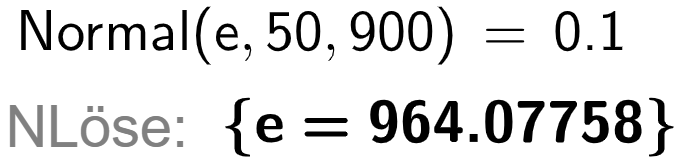 Normal(e, 50, 900) = 0.1
NLöse: {e = 964.07758}